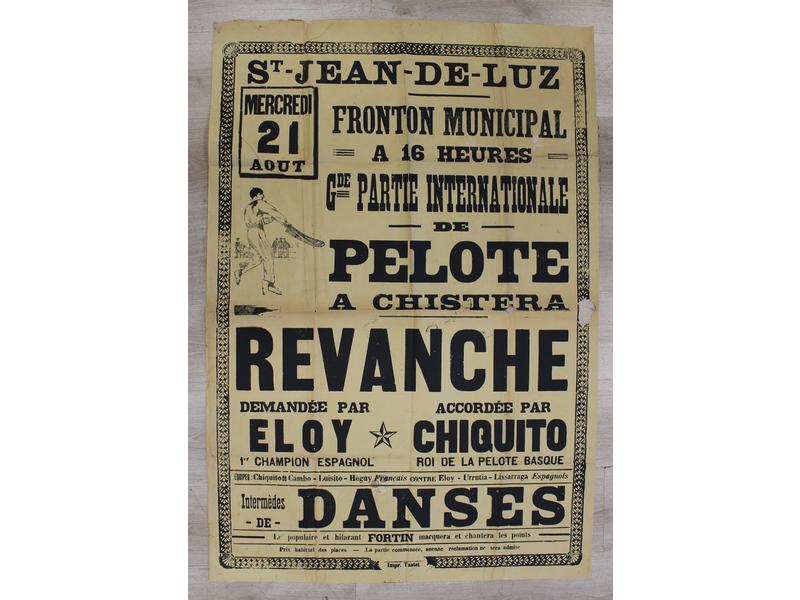 ST-JEAN-DE-LUZ
MERCREDI
21
AOUT
FRONTON MUNICIPAL
A 16 HEURES
GDE PARTIE INTERNATIONALE
DE
PELOTE
A CHISTERA
REVANCHE
DEMANDÉE PAR
ELOY
1er CHAMPION ESPAGNOL
ACCORDÉE PAR
CHIQUITO
ROI DE LA PELOTE BASQUE
EQUIPES: Chiquito de Cambo - Luisito - Heguy Français CONTRE Eloy - Urrutia - Lissarraga Espagnols
Intermèdes
- DE -
DANSES
Le populaire et hilarant FORTIN marquera et chantera les points
Prix habituel des places — La partie commencée, aucune réclamation ne sera admise
Impr. Tastet